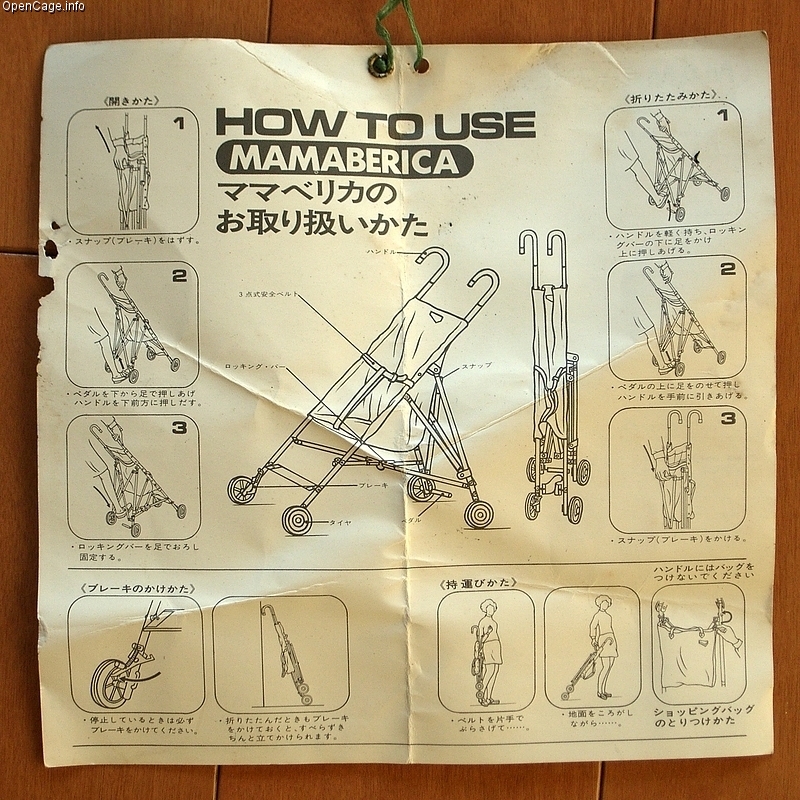 OpenCage.info
HOW TO USE
MAMABERICA
ママベリカの
お取り扱いかた
《開きかた》
1
・スナップ(ブレーキ)をはずす。
2
・ペダルを下から足で押しあげ
ハンドルを下前方に押しだす。
3
・ロッキングバーを足でおろし
固定する。
ハンドル
3点式安全ベルト
ロッキング・バー
スナップ
ブレーキ
タイヤ
ペダル
《折りたたみかた》
1
・ハンドルを軽く持ち、ロッキン
グバーの下に足をかけ
上に押しあげる。
2
・ペダルの上に足をのせて押し
ハンドルを手前に引きあげる。
3
・スナップ(ブレーキ)をかける。
《ブレーキのかけかた》
・停止しているときは必ず
ブレーキをかけてください。
・折りたたんだときもブレーキ
をかけておくと、すべらずき
ちんと立てかけられます。
《持運びかた》
・ベルトを片手で
ぶらさげて……。
・地面をころがし
ながら……。
ハンドルにはバッグを
つけないでください
ショッピングバッグ
のとりつけかた